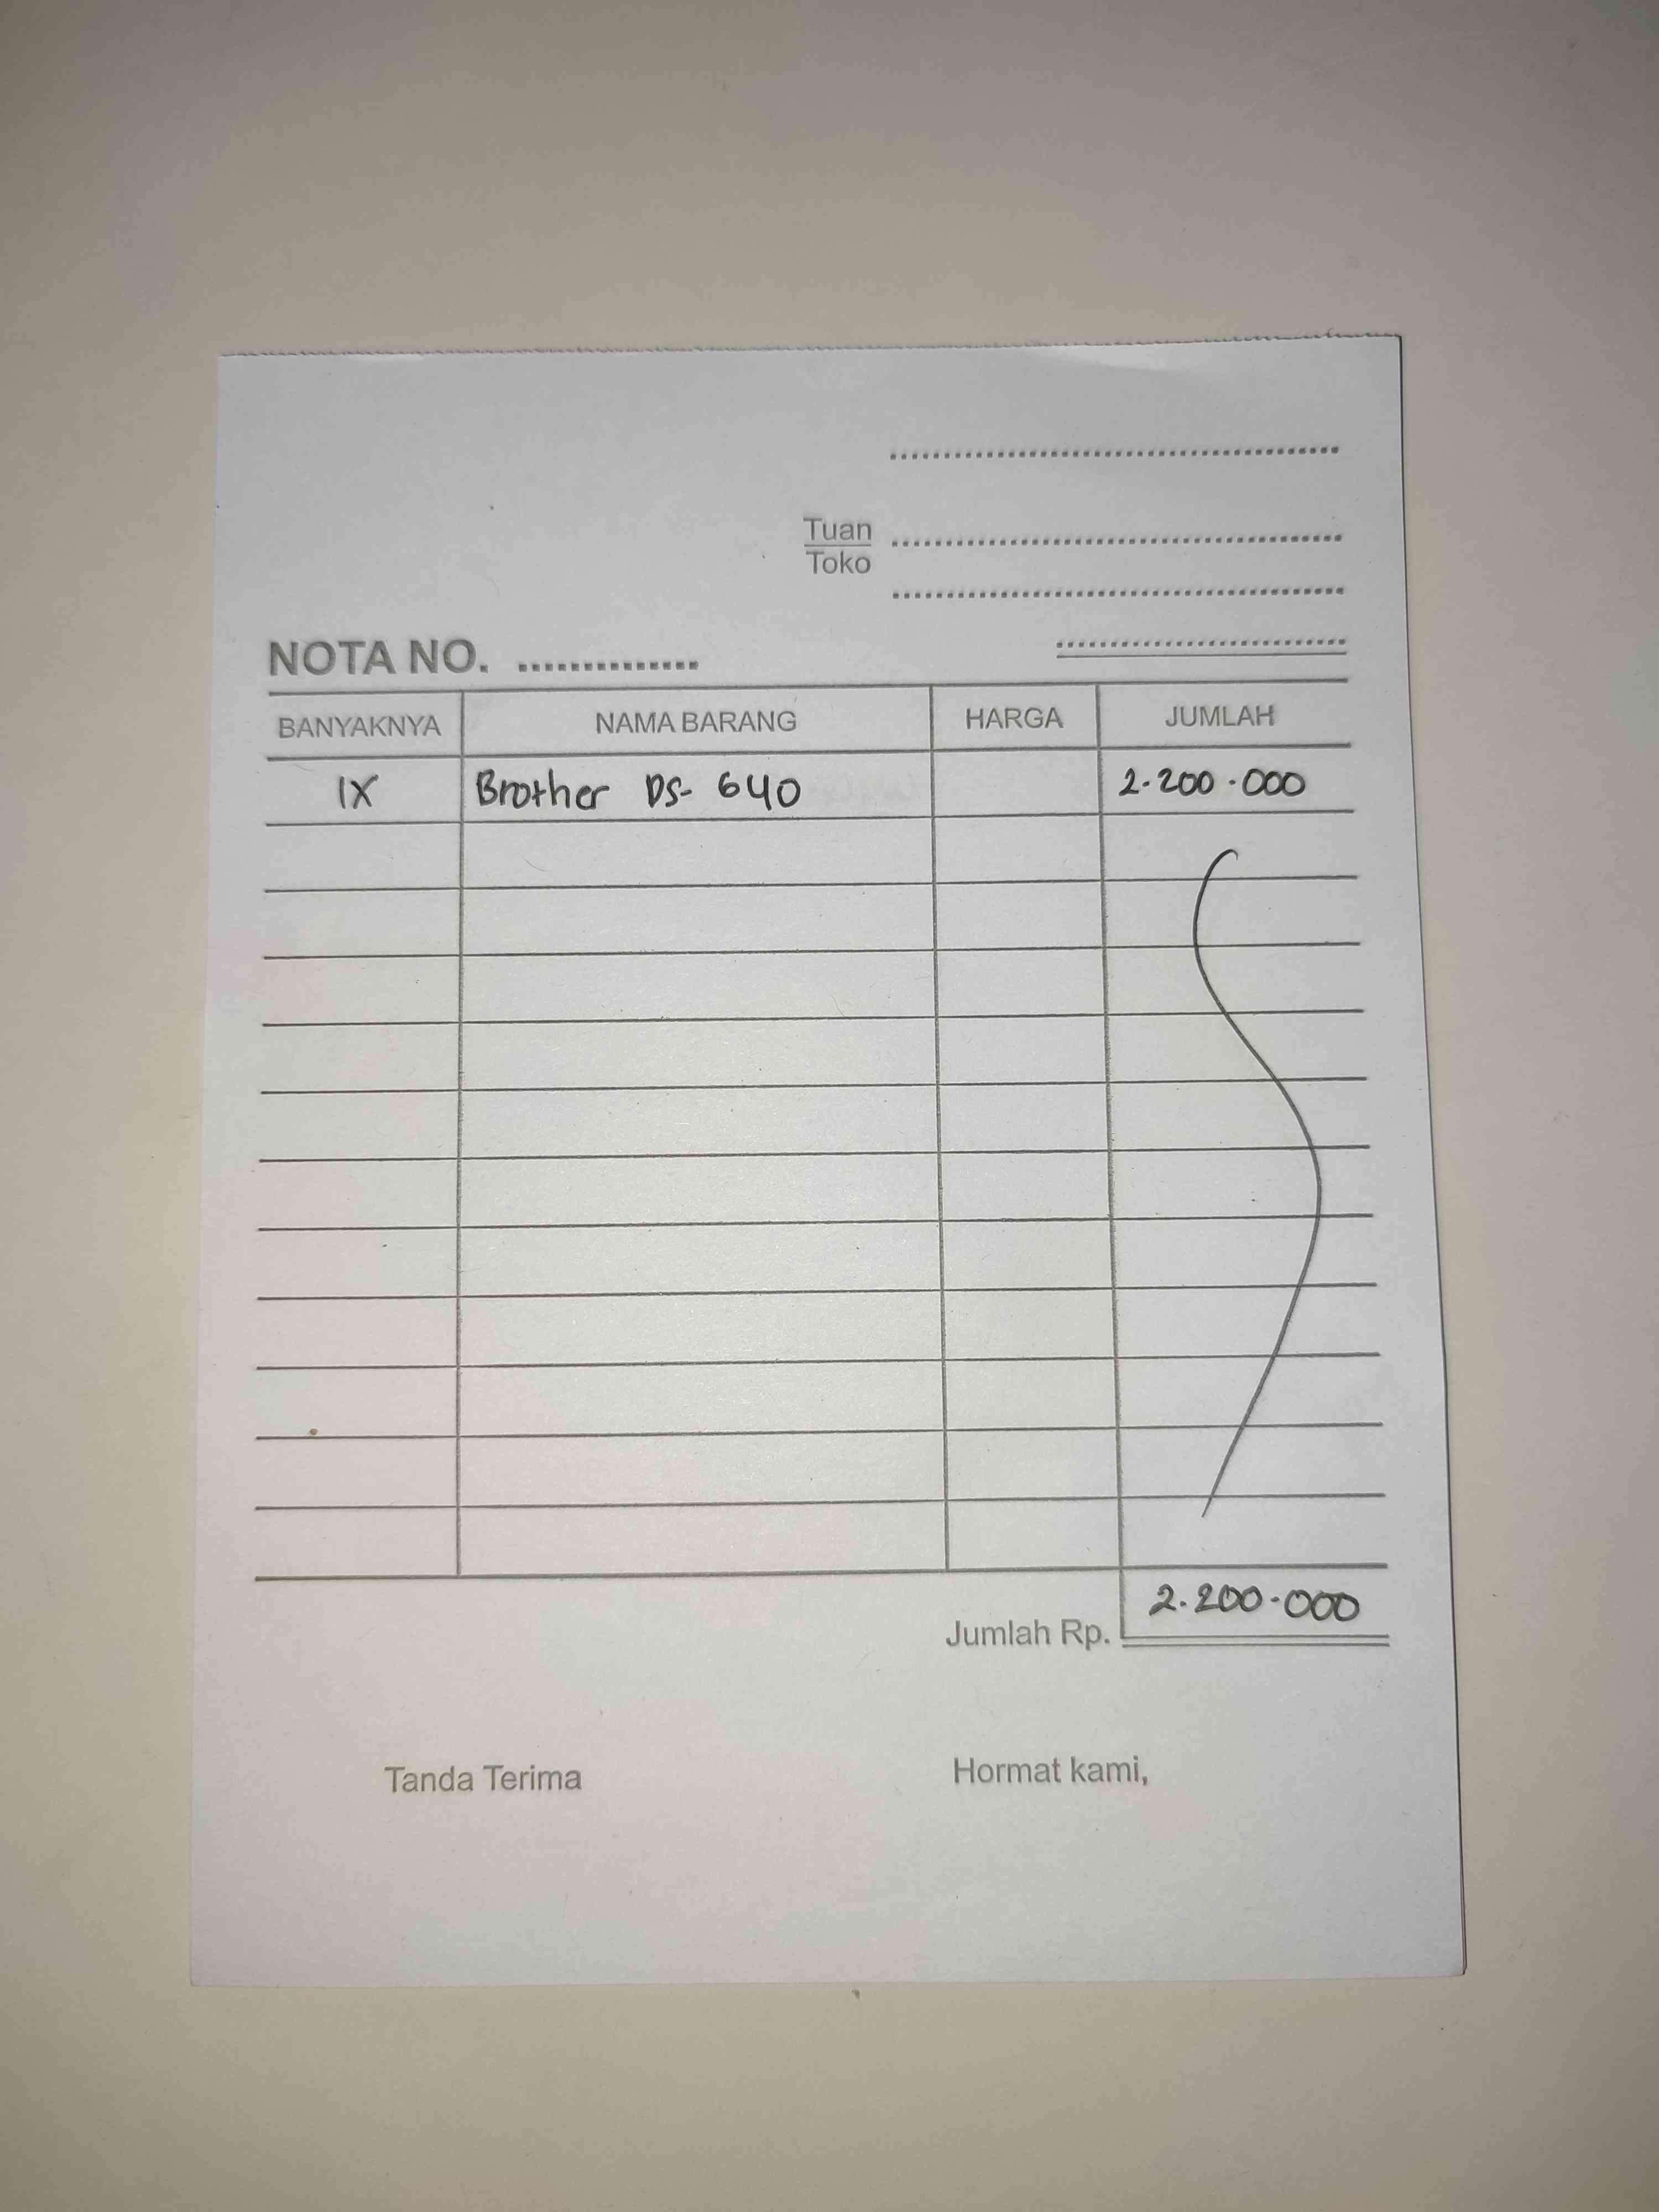 Tuan
Toko
NOTA NO. ..............
BANYAKNYA NAMA BARANG HARGA JUMLAH
1X Brother DS- 640 2.200.000
Jumlah Rp. 2.200.000
Tanda Terima Hormat kami,